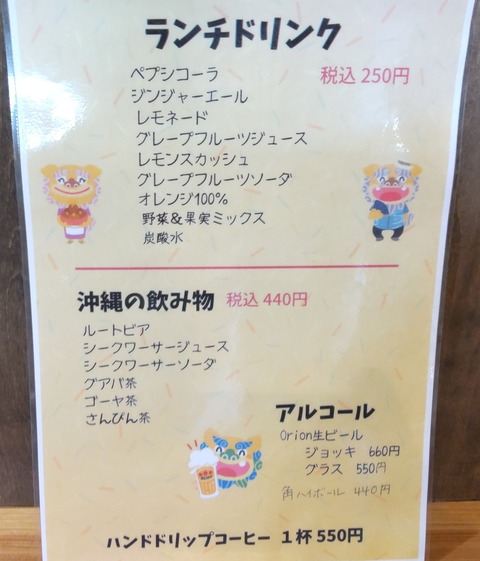 ランチドリンク
ペプシコーラ 税込 250円
ジンジャーエール
レモネード
グレープフルーツジュース
レモンスカッシュ
グレープフルーツソーダ
オレンジ100%
野菜&果実ミックス
炭酸水
沖縄の飲み物 税込 440円
ルートビア
シークワーサージュース
シークワーサーソーダ
グアバ茶
ゴーヤ茶
さんぴん茶
アルコール
Orion生ビール
ジョッキ 660円
グラス 550円
角ハイボール 440円
ハンドドリップコーヒー 1杯 550円